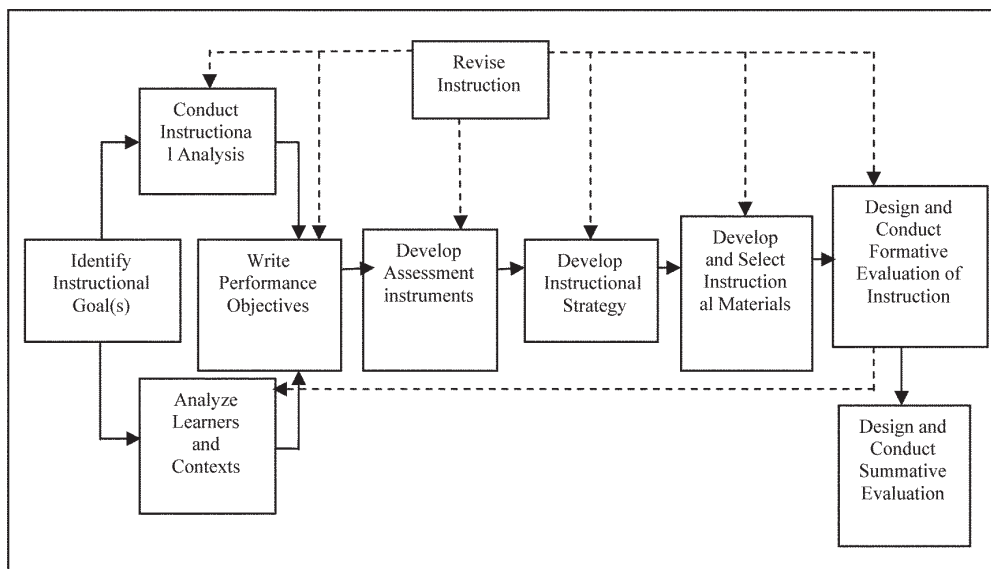 Revise
Instruction
Conduct
Instructiona
l Analysis
Identify
Instructional
Goal(s)
Write
Performance
Objectives
Develop
Assessment
instruments
Develop
Instructional
Strategy
Develop
and Select
Instruction
al Materials
Design and
Conduct
Formative
Evaluation of
Instruction
Analyze
Learners
and
Contexts
Design and
Conduct
Summative
Evaluation